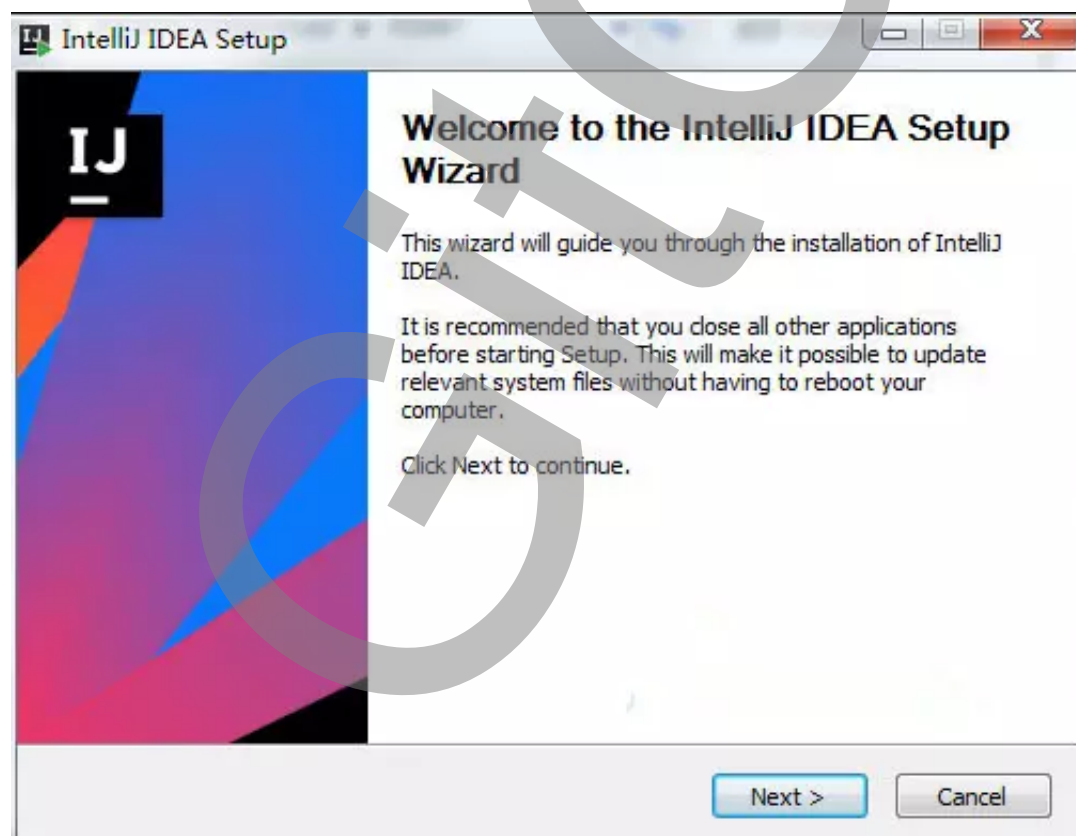 IntelliJ IDEA Setup
IJ
Welcome to the IntelliJ IDEA Setup
Wizard
This wizard will guide you through the installation of IntelliJ
IDEA.
It is recommended that you close all other applications
before starting Setup. This will make it possible to update
relevant system files without having to reboot your
computer.
Click Next to continue.
Next >
Cancel